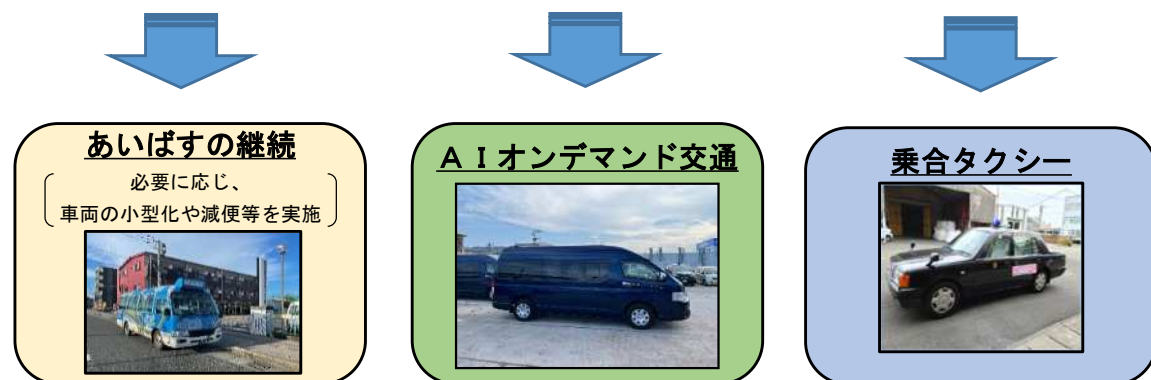 あいばすの継続
必要に応じ、
車両の小型化や減便等を実施
ＡＩオンデマンド交通
乗合タクシー